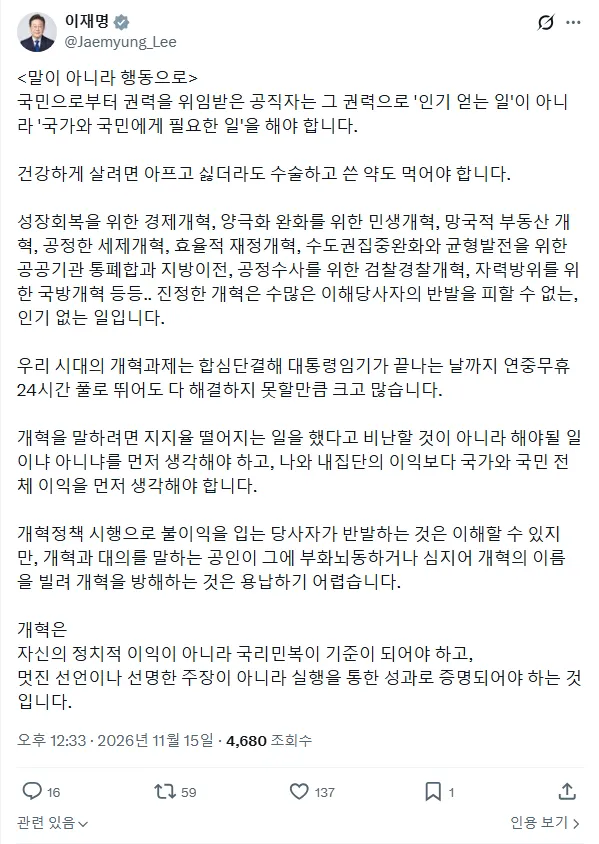 이재명
@Jaemyung_Lee
<말이 아니라 행동으로>
국민으로부터 권력을 위임받은 공직자는 그 권력으로 '인기 얻는 일'이 아니
라 '국가와 국민에게 필요한 일'을 해야 합니다.
건강하게 살려면 아프고 싫더라도 수술하고 쓴 약도 먹어야 합니다.
성장회복을 위한 경제개혁, 양극화 완화를 위한 민생개혁, 망국적 부동산 개
혁, 공정한 세제개혁, 효율적 재정개혁, 수도권집중완화와 균형발전을 위한
공공기관 통폐합과 지방이전, 공정수사를 위한 검찰경찰개혁, 자력방위를 위
한 국방개혁 등등.. 진정한 개혁은 수많은 이해당사자의 반발을 피할 수 없는,
인기 없는 일입니다.
우리 시대의 개혁과제는 합심단결해 대통령임기가 끝나는 날까지 연중무휴
24시간 풀로 뛰어도 다 해결하지 못할만큼 크고 많습니다.
개혁을 말하려면 지지율 떨어지는 일을 했다고 비난할 것이 아니라 해야될 일
이냐 아니냐를 먼저 생각해야 하고, 나와 내집단의 이익보다 국가와 국민 전
체 이익을 먼저 생각해야 합니다.
개혁정책 시행으로 불이익을 입는 당사자가 반발하는 것은 이해할 수 있지
만, 개혁과 대의를 말하는 공인이 그에 부화뇌동하거나 심지어 개혁의 이름
을 빌려 개혁을 방해하는 것은 용납하기 어렵습니다.
개혁은
자신의 정치적 이익이 아니라 국리민복이 기준이 되어야 하고,
멋진 선언이나 선명한 주장이 아니라 실행을 통한 성과로 증명되어야 하는 것
입니다.
오후 12:33 · 2026년 11월 15일 · 4,680 조회수
16 59 137 1
관련 있음 인용 보기